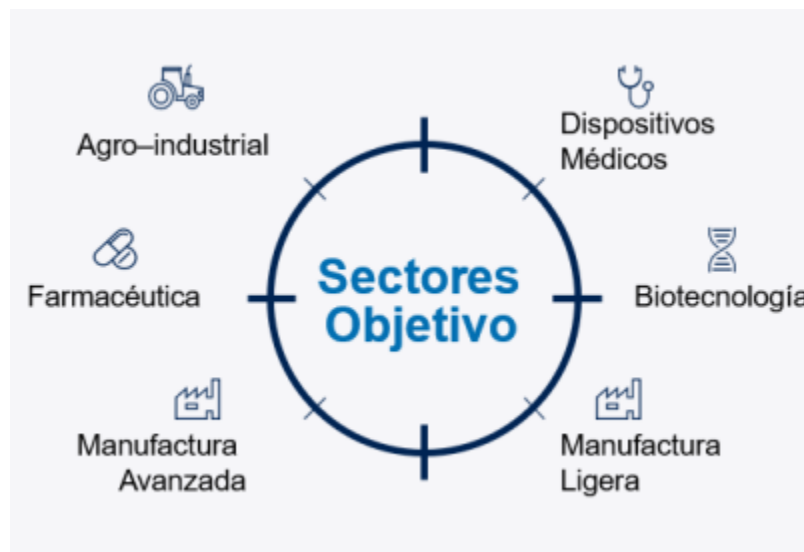 Agro–industrial
Dispositivos
Médicos
Farmacéutica
Sectores
Objetivo
Biotecnología
Manufactura
Avanzada
Manufactura
Ligera